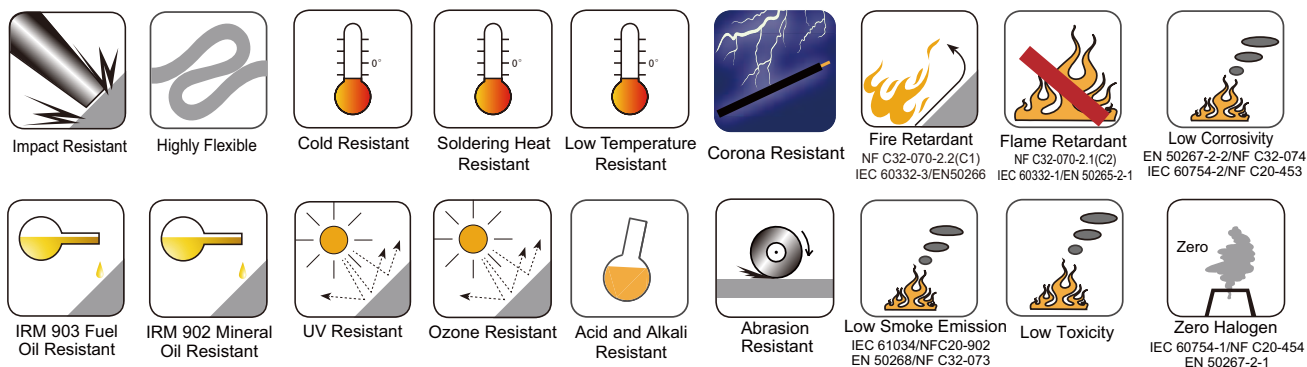 0°
0°
0°
Impact Resistant
Highly Flexible
Cold Resistant
Soldering Heat
Resistant
Low Temperature
Resistant
Corona Resistant
Fire Retardant
NF C32-070-2.2(C1)
IEC 60332-3/EN50266
Flame Retardant
NF C32-070-2.1(C2)
IEC 60332-1/EN 50265-2-1
Low Corrosivity
EN 50267-2-2/NF C32-074
IEC 60754-2/NF C20-453
IRM 903 Fuel
Oil Resistant
IRM 902 Mineral
Oil Resistant
UV Resistant
Ozone Resistant
Acid and Alkali
Resistant
Abrasion
Resistant
Low Smoke Emission
IEC 61034/NFC20-902
EN 50268/NF C32-073
Low Toxicity
Zero
Zero Halogen
IEC 60754-1/NF C20-454
EN 50267-2-1